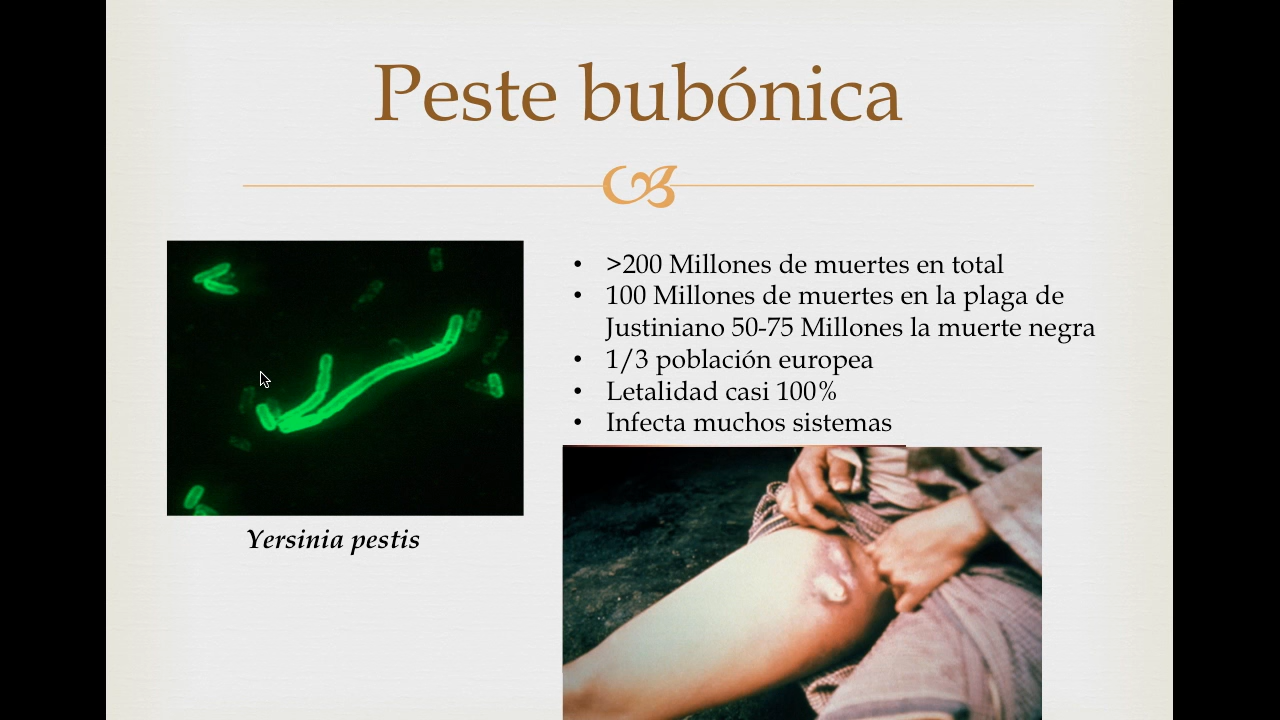 Peste bubónica
• >200 Millones de muertes en total
• 100 Millones de muertes en la plaga de
Justiniano 50-75 Millones la muerte negra
• 1/3 población europea
• Letalidad casi 100%
• Infecta muchos sistemas
Yersinia pestis